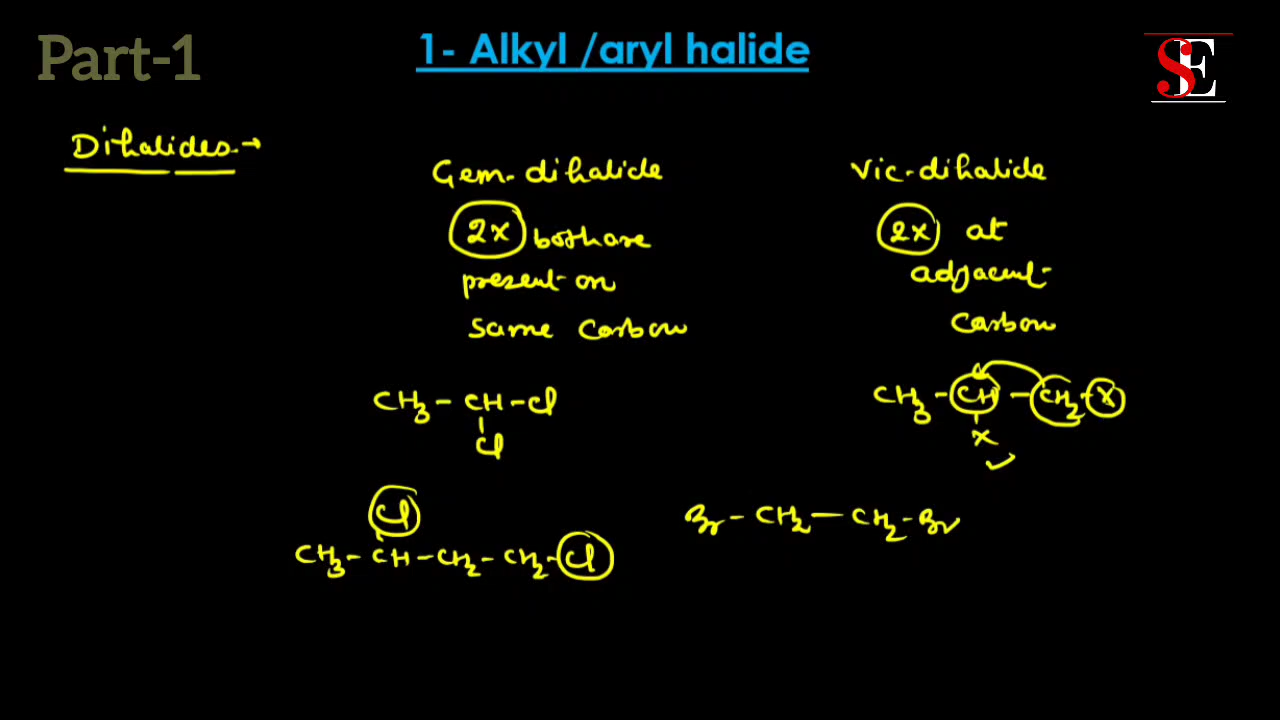 Part-1
1- Alkyl /aryl halide
SE
Dihalides →
Gem-dihalide
2x both are
present on
same carbon
CH3 - CH - Cl
Cl
Cl
CH3 - CH - CH2 - CH2 - Cl
Vic-dihalide
2x at
adjacent
carbon
CH3 - CH - CH2 - X
x
Br - CH2 - CH2 - Br